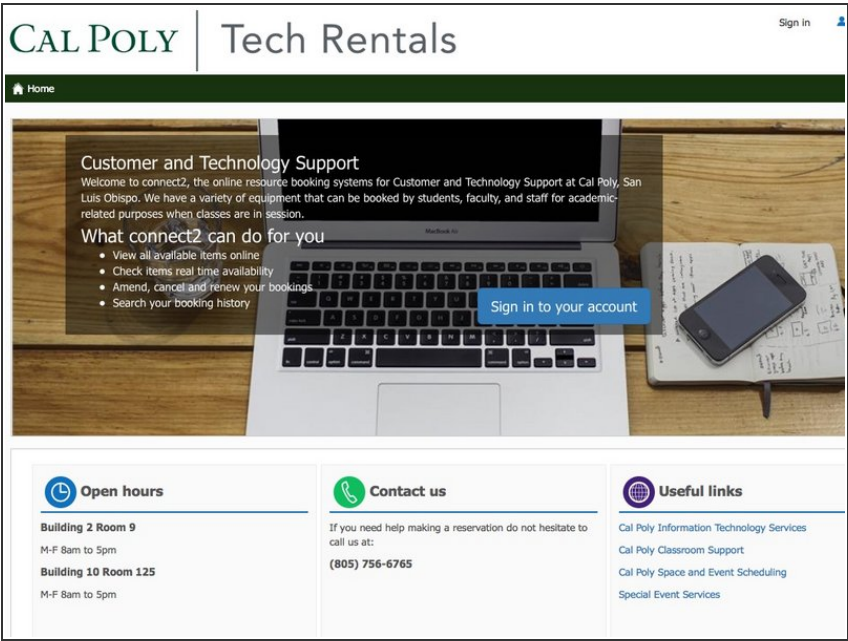 CAL POLY | Tech Rentals
Sign in
Home
Customer and Technology Support
Welcome to connect2, the online resource booking systems for Customer and Technology Support at Cal Poly, San
Luis Obispo. We have a variety of equipment that can be booked by students, faculty, and staff for academic-
related purposes when classes are in session.
What connect2 can do for you
• View all available items online
• Check items real time availability
• Amend, cancel and renew your bookings
• Search your booking history
MacBook Air
Sign in to your account
Open hours
Building 2 Room 9
M-F 8am to 5pm
Building 10 Room 125
M-F 8am to 5pm
Contact us
If you need help making a reservation do not hesitate to
call us at:
(805) 756-6765
Useful links
Cal Poly Information Technology Services
Cal Poly Classroom Support
Cal Poly Space and Event Scheduling
Special Event Services